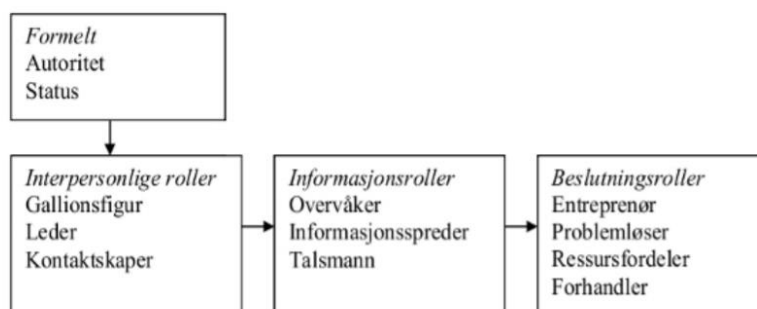 Formelt
Autoritet
Status
Interpersonlige roller
Gallionsfigur
Leder
Kontaktskaper
Informasjonsroller
Overvåker
Informasjonsspreder
Talsmann
Beslutningsroller
Entreprenør
Problemløser
Ressursfordeler
Forhandler